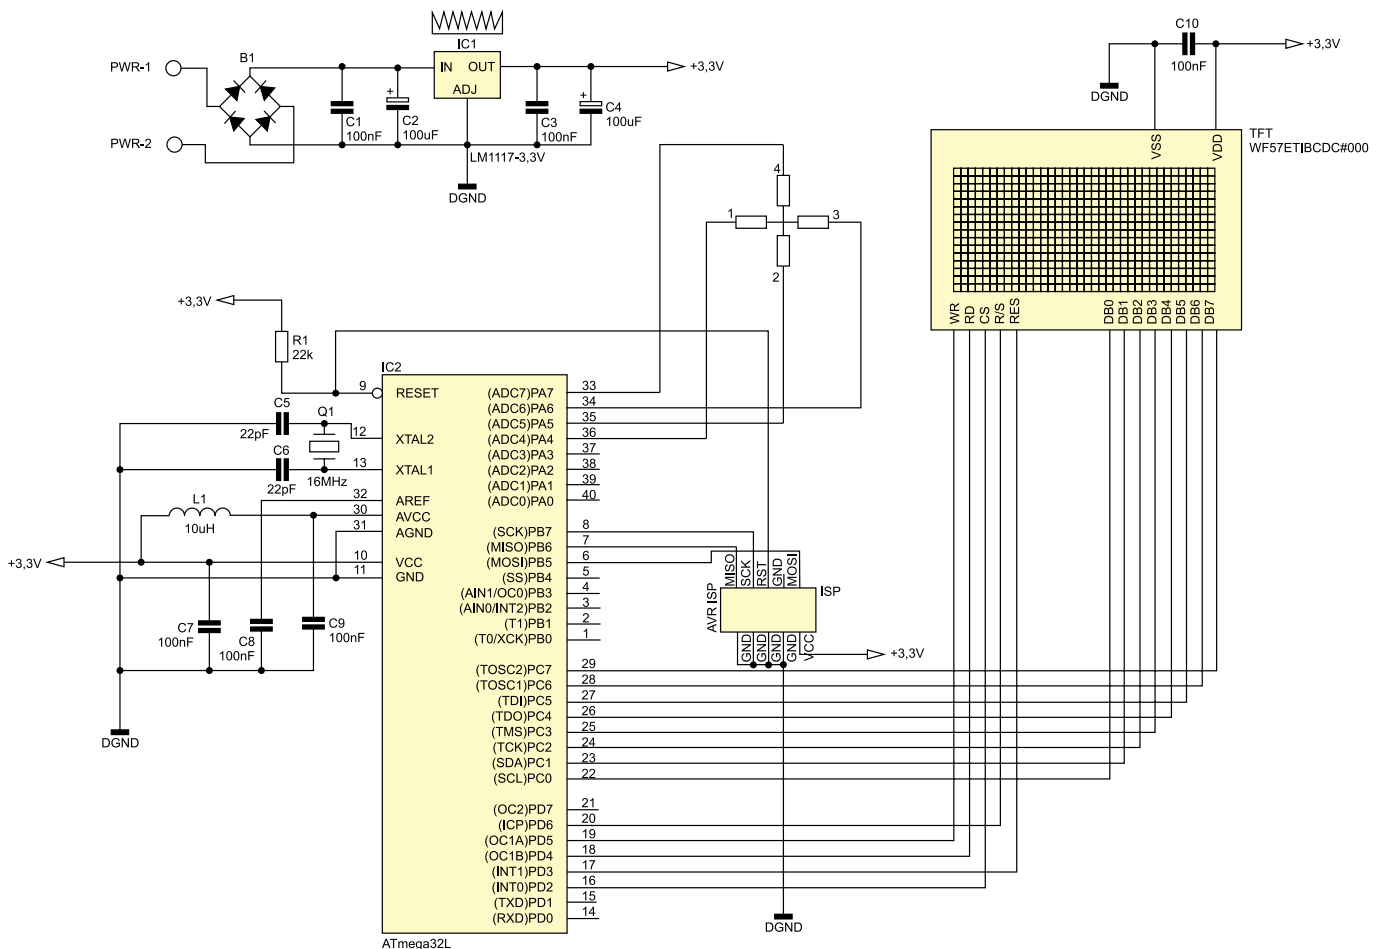 PWR-1
PWR-2
B1
C1
100nF
+
C2
100uF
IC1
IN OUT
ADJ
LM1117-3,3V
DGND
C3
100nF
+
C4
100uF
+3,3V
C10
100nF
+3,3V
DGND
TFT
WF57ETIBCDC#000
VSS
VDD
WR
RD
CS
R/S
RES
DB0
DB1
DB2
DB3
DB4
DB5
DB6
DB7
4
1
3
2
+3,3V
R1
22k
IC2
9 RESET
C5
22pF
Q1
16MHz
C6
22pF
12 XTAL2
13 XTAL1
32 AREF
30 AVCC
31 AGND
10 VCC
11 GND
L1
10uH
+3,3V
C7
100nF
C8
100nF
C9
100nF
DGND
(ADC7)PA7 33
(ADC6)PA6 34
(ADC5)PA5 35
(ADC4)PA4 36
(ADC3)PA3 37
(ADC2)PA2 38
(ADC1)PA1 39
(ADC0)PA0 40
(SCK)PB7 8
(MISO)PB6 7
(MOSI)PB5 6
(SS)PB4 5
(AIN1/OC0)PB3 4
(AIN0/INT2)PB2 3
(T1)PB1 2
(T0/XCK)PB0 1
(TOSC2)PC7 29
(TOSC1)PC6 28
(TDI)PC5 27
(TDO)PC4 26
(TMS)PC3 25
(TCK)PC2 24
(SDA)PC1 23
(SCL)PC0 22
(OC2)PD7 21
(ICP)PD6 20
(OC1A)PD5 19
(OC1B)PD4 18
(INT1)PD3 17
(INT0)PD2 16
(TXD)PD1 15
(RXD)PD0 14
ATmega32L
AVR ISP
ISP
MISO
SCK
RST
GND
MOSI
GND
GND
GND
GND
VCC
+3,3V
DGND